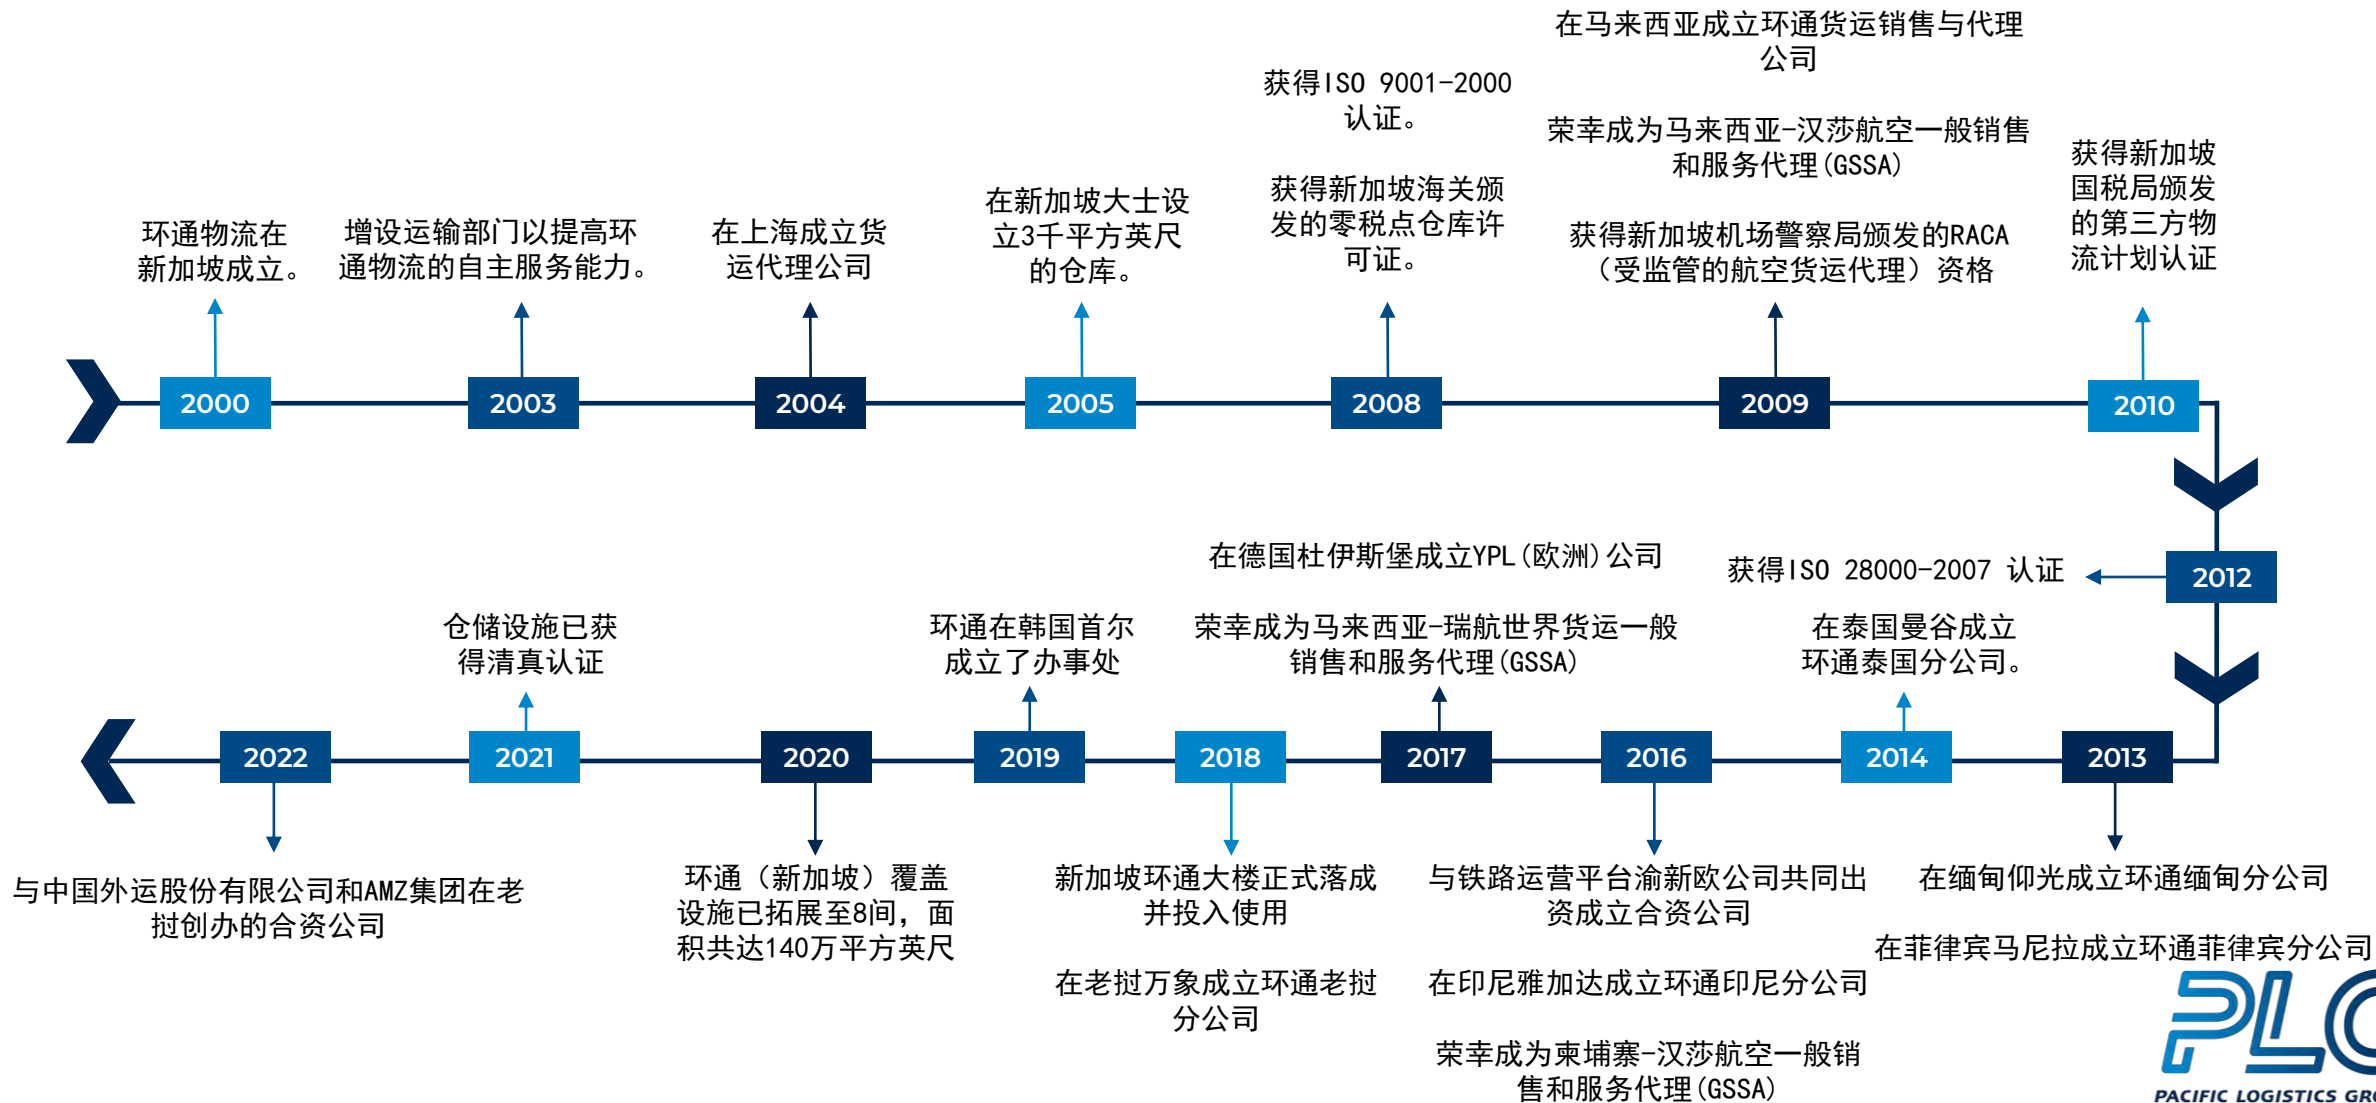 环通物流在
新加坡成立。
2000
增设运输部门以提高环
通物流的自主服务能力。
2003
在上海成立货
运代理公司
2004
在新加坡大士设
立3千平方英尺
的仓库。
2005
获得ISO 9001-2000
认证。
获得新加坡海关颁
发的零税点仓库许
可证。
2008
在马来西亚成立环通货运销售与代理
公司
荣幸成为马来西亚-汉莎航空一般销售
和服务代理(GSSA)
获得新加坡机场警察局颁发的RACA
（受监管的航空货运代理）资格
2009
获得新加坡
国税局颁发
的第三方物
流计划认证
2010
获得ISO 28000-2007 认证
2012
2013
在缅甸仰光成立环通缅甸分公司
在菲律宾马尼拉成立环通菲律宾分公司
在泰国曼谷成立
环通泰国分公司。
2014
2016
与铁路运营平台渝新欧公司共同出
资成立合资公司
在印尼雅加达成立环通印尼分公司
荣幸成为柬埔寨-汉莎航空一般销
售和服务代理(GSSA)
在德国杜伊斯堡成立YPL(欧洲)公司
荣幸成为马来西亚-瑞航世界货运一般
销售和服务代理(GSSA)
2017
2018
新加坡环通大楼正式落成
并投入使用
在老挝万象成立环通老挝
分公司
环通在韩国首尔
成立了办事处
2019
2020
环通（新加坡）覆盖
设施已拓展至8间，面
积共达140万平方英尺
仓储设施已获
得清真认证
2021
2022
与中国外运股份有限公司和AMZ集团在老
挝创办的合资公司
PL
PACIFIC LOGISTICS